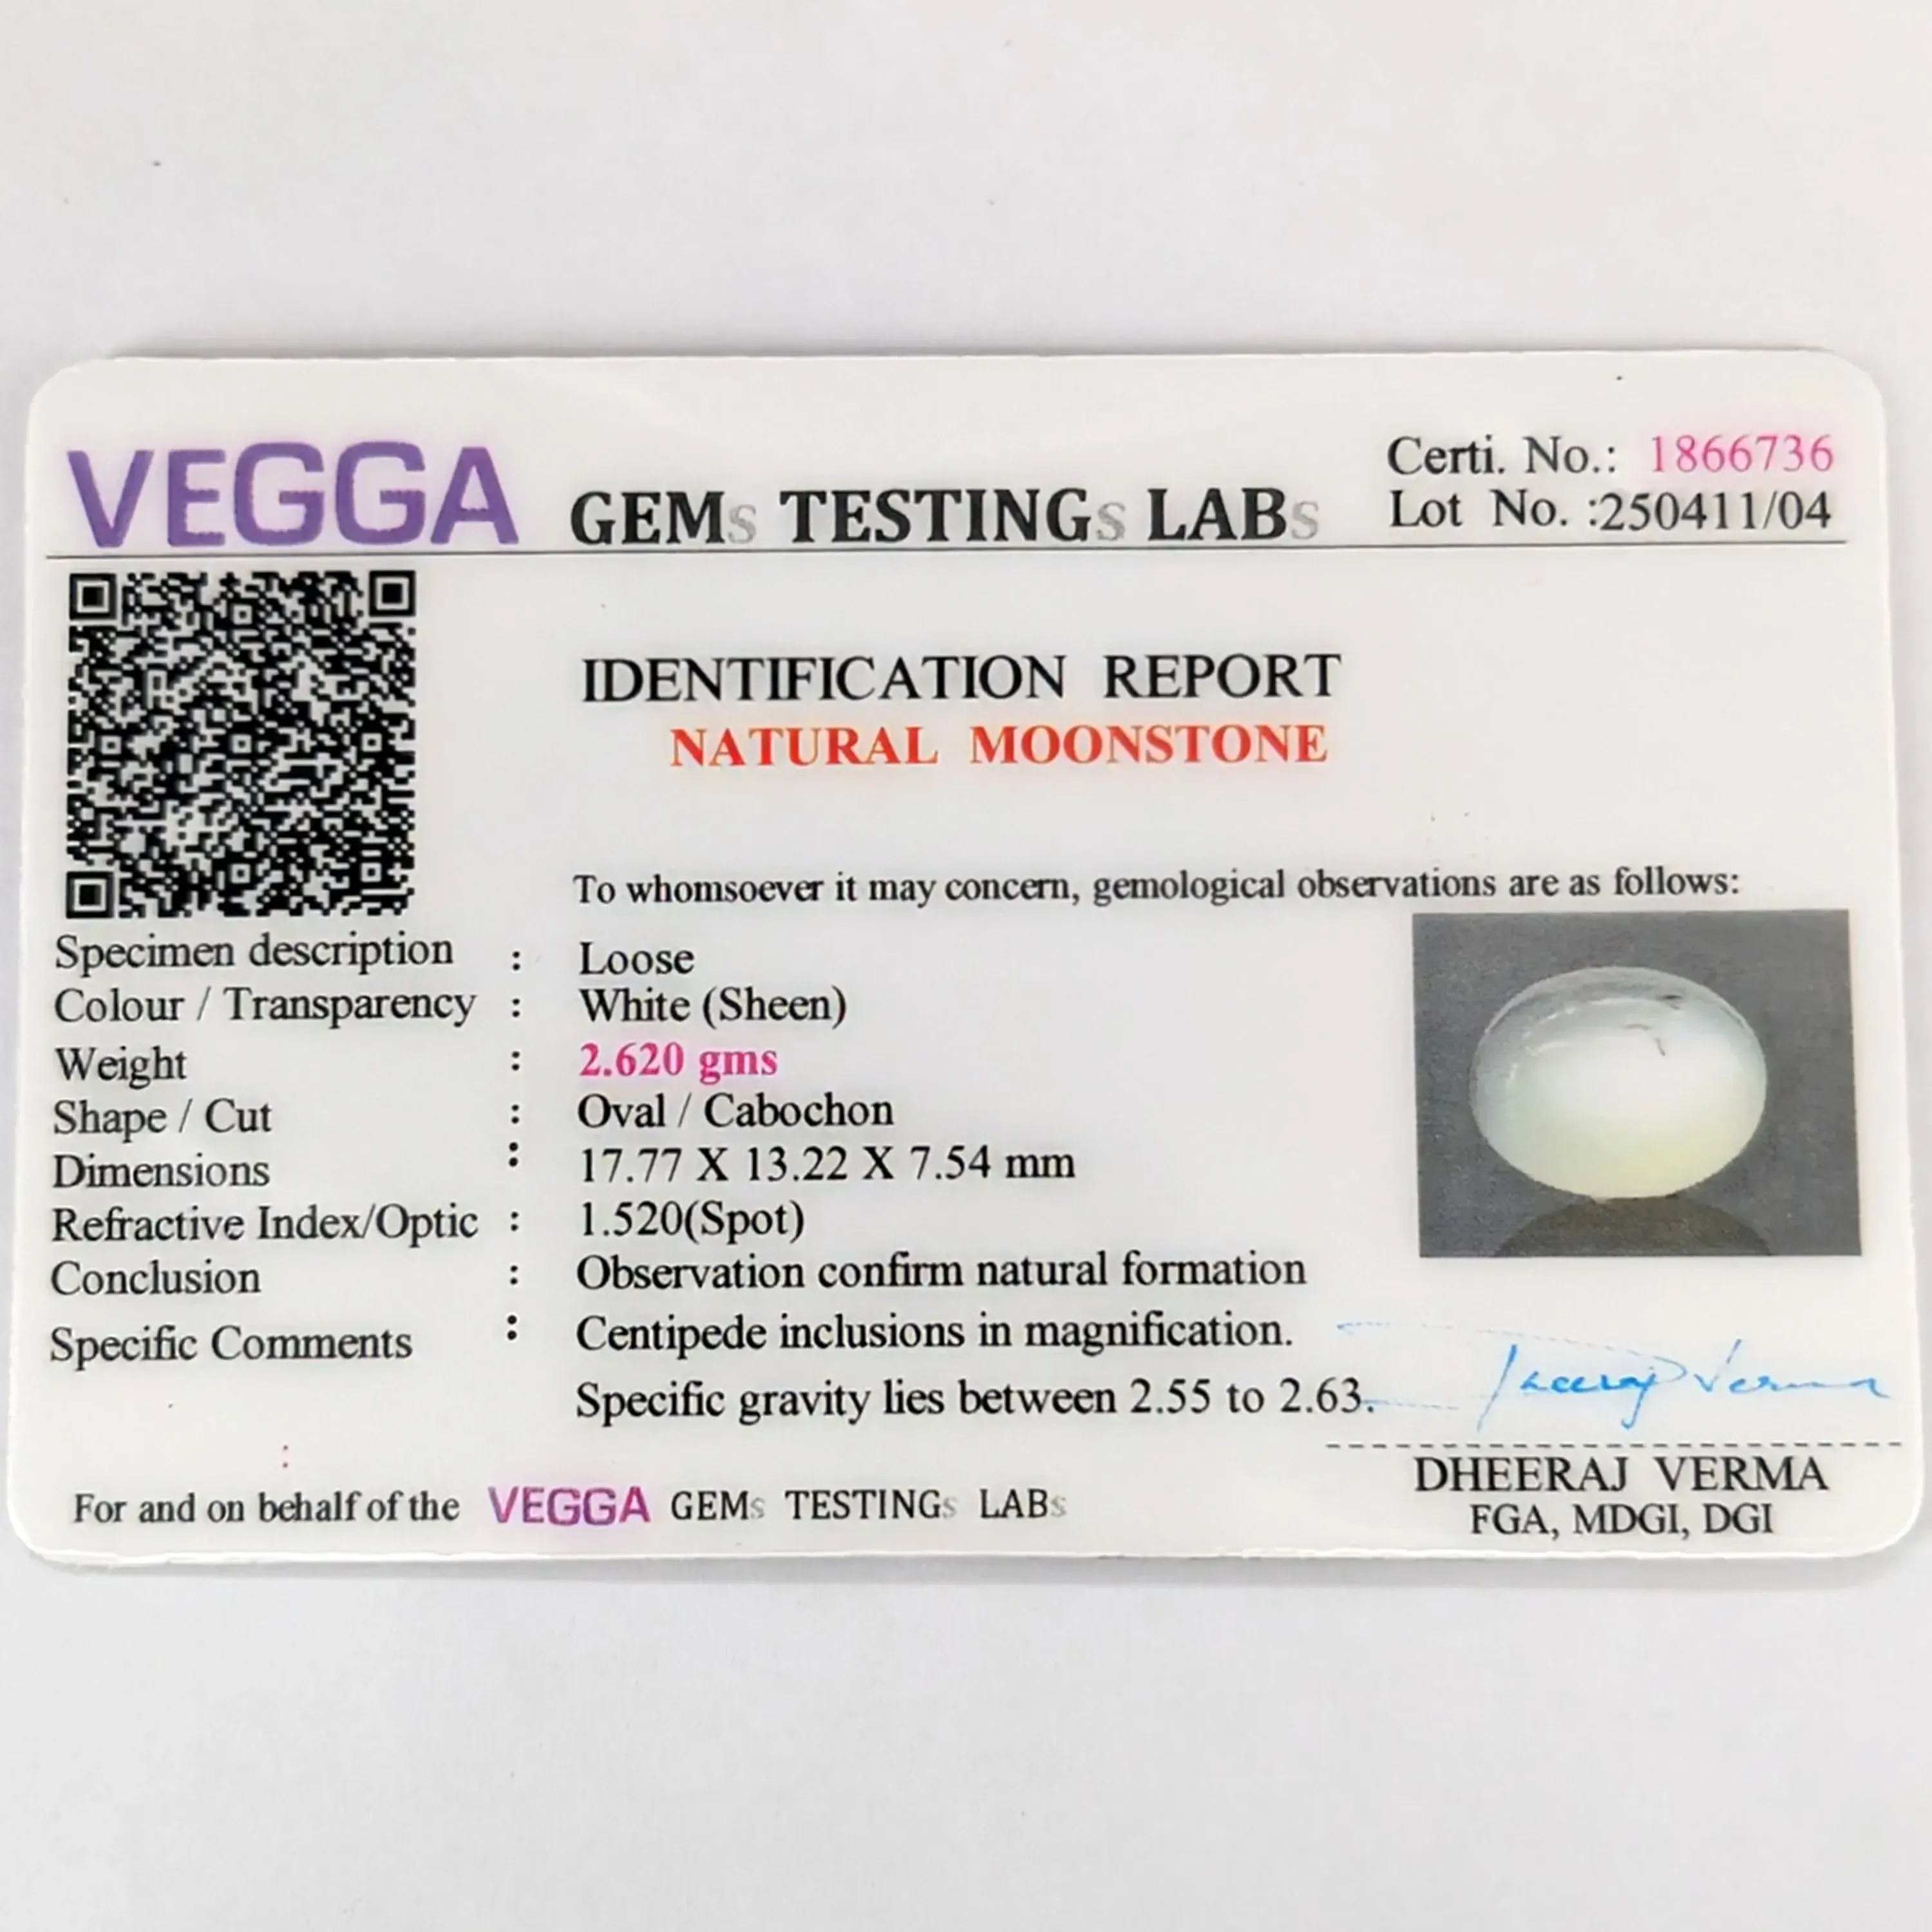 VEGGA GEMs TESTINGs LABs
Certi. No.: 1866736
Lot No. :250411/04
IDENTIFICATION REPORT
NATURAL MOONSTONE
To whomsoever it may concern, gemological observations are as follows:
Specimen description : Loose
Colour / Transparency : White (Sheen)
Weight : 2.620 gms
Shape / Cut : Oval / Cabochon
Dimensions : 17.77 X 13.22 X 7.54 mm
Refractive Index/Optic : 1.520(Spot)
Conclusion : Observation confirm natural formation
Specific Comments : Centipede inclusions in magnification.
Specific gravity lies between 2.55 to 2.63.
:
Dheeraj Verma
DHEERAJ VERMA
FGA, MDGI, DGI
For and on behalf of the VEGGA GEMs TESTINGs LABs